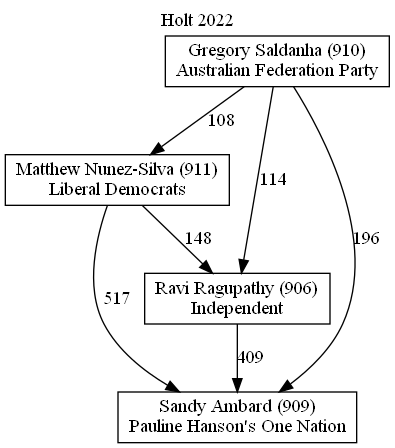 Holt 2022
Gregory Saldanha (910)
Australian Federation Party
108
Matthew Nunez-Silva (911)
Liberal Democrats
114
196
148
Ravi Ragupathy (906)
Independent
517
409
Sandy Ambard (909)
Pauline Hanson's One Nation